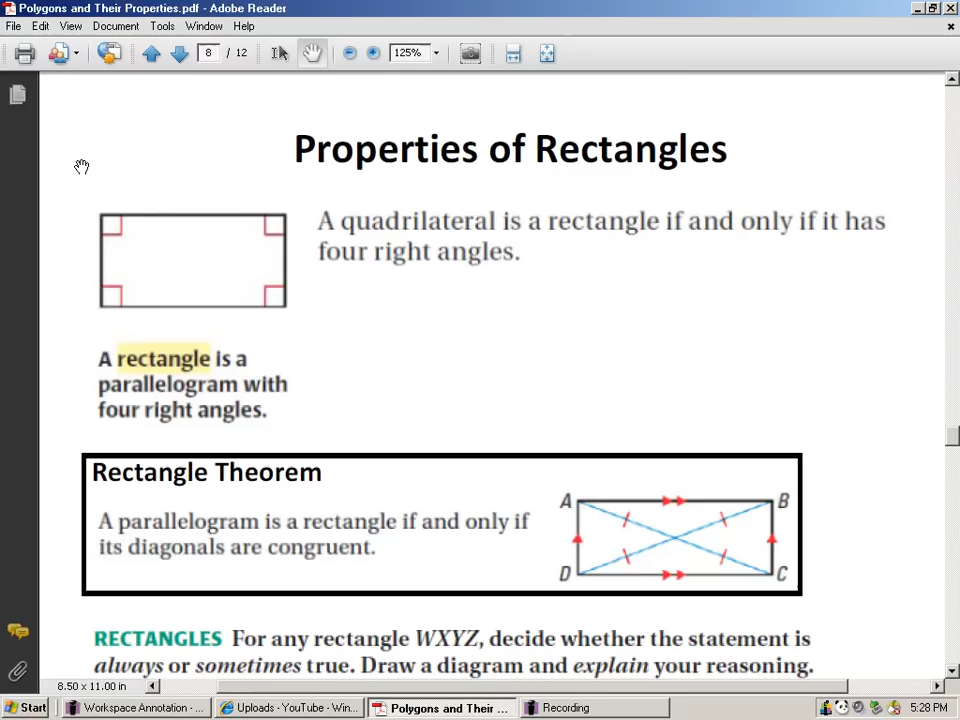 Polygons and Their Properties.pdf - Adobe Reader
File Edit View Document Tools Window Help
8 / 12 125%
Properties of Rectangles
A quadrilateral is a rectangle if and only if it has
four right angles.
A rectangle is a
parallelogram with
four right angles.
Rectangle Theorem
A parallelogram is a rectangle if and only if
its diagonals are congruent.
A B
D C
RECTANGLES For any rectangle WXYZ, decide whether the statement is
always or sometimes true. Draw a diagram and explain your reasoning.
8.50 x 11.00 in
Start Workspace Annotation - ... Uploads - YouTube - Win... Polygons and Their ... Recording 5:28 PM